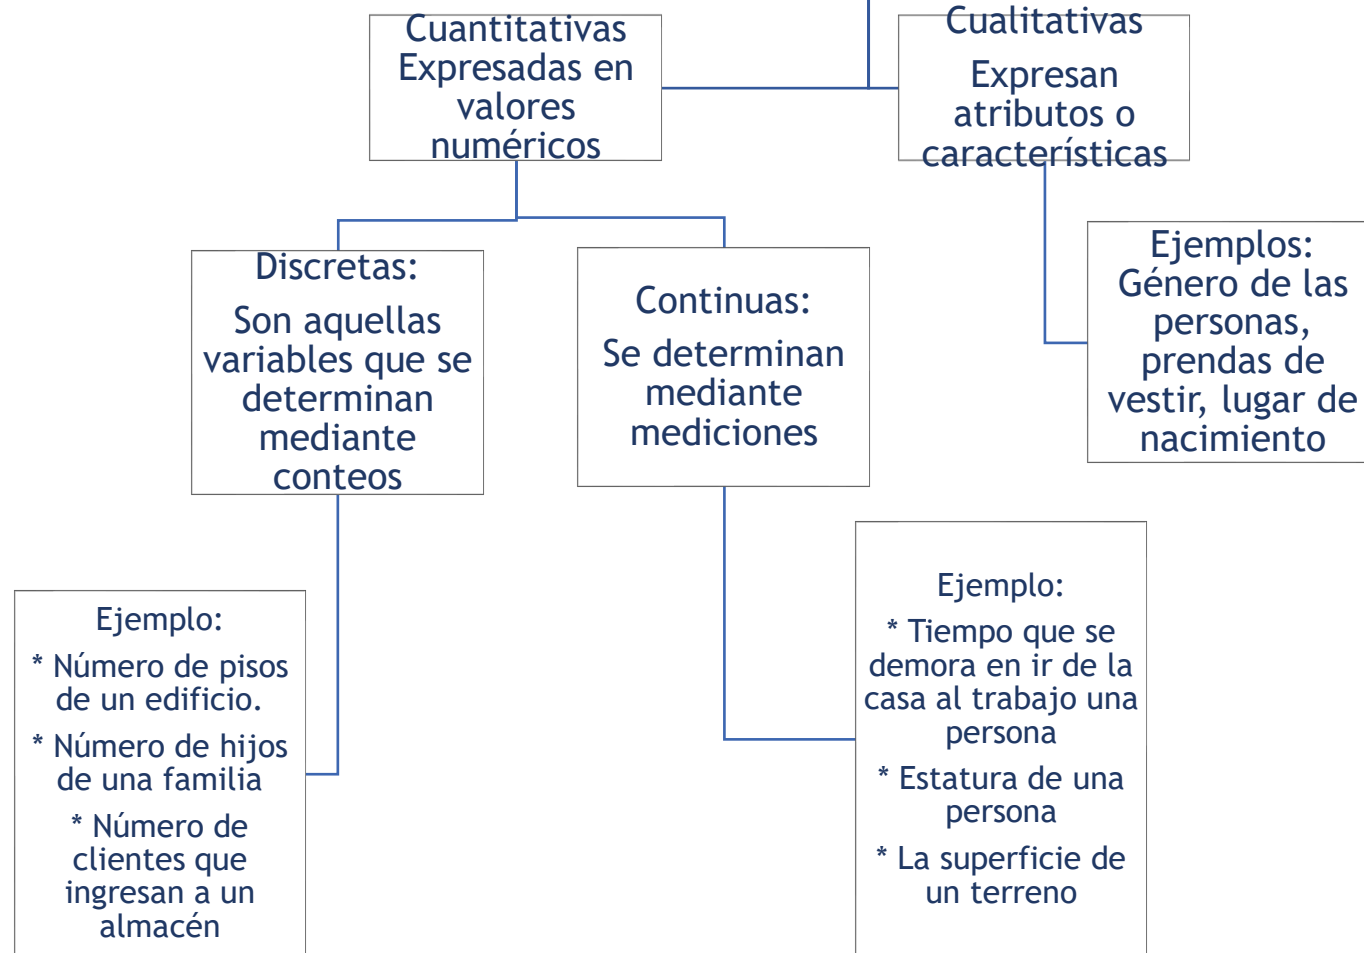 Cuantitativas
Expresadas en
valores
numéricos
Cualitativas
Expresan
atributos o
características
Discretas:
Son aquellas
variables que se
determinan
mediante
conteos
Continuas:
Se determinan
mediante
mediciones
Ejemplos:
Género de las
personas,
prendas de
vestir, lugar de
nacimiento
Ejemplo:
* Número de pisos
de un edificio.
* Número de hijos
de una familia
* Número de
clientes que
ingresan a un
almacén
Ejemplo:
* Tiempo que se
demora en ir de la
casa al trabajo una
persona
* Estatura de una
persona
* La superficie de
un terreno